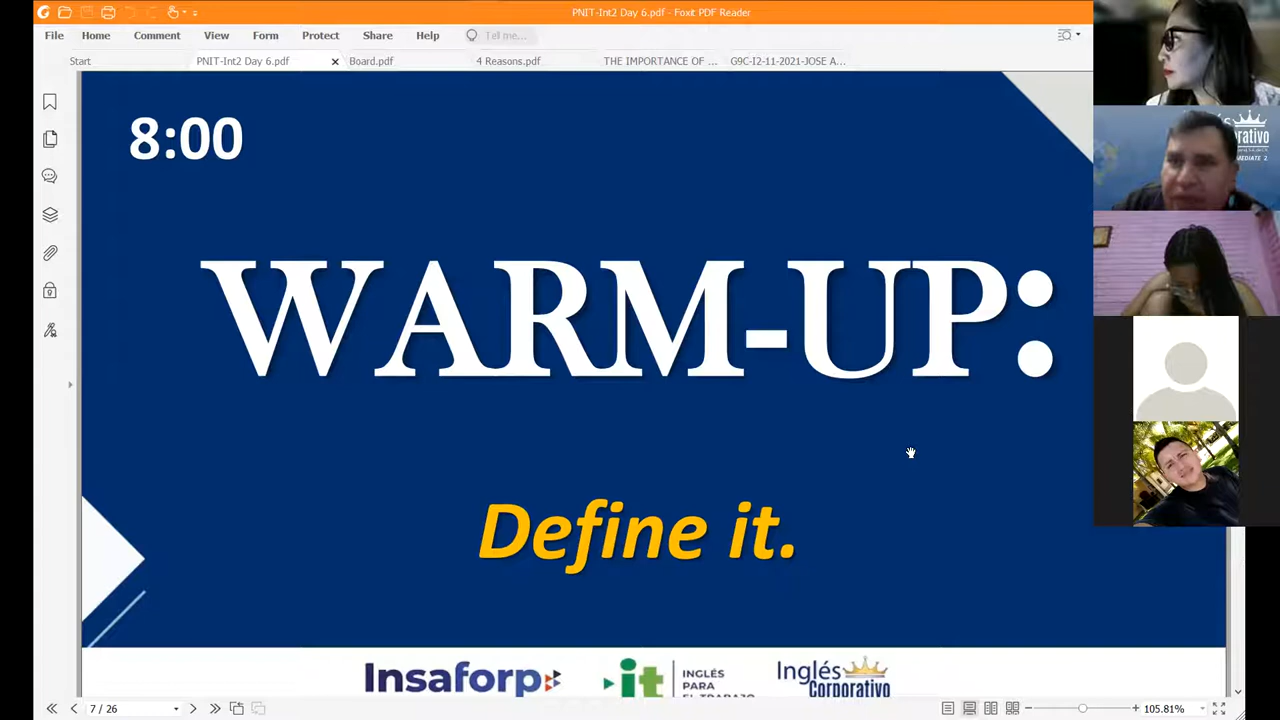 PNIT-Int2 Day 6.pdf - Foxit PDF Reader
File Home Comment View Form Protect Share Help Tell me...
Start PNIT-Int2 Day 6.pdf Board.pdf 4 Reasons.pdf THE IMPORTANCE OF ... G9C-I2-11-2021-JOSE A...
8:00
WARM-UP:
Define it.
Insaforp
it INGLÉS
PARA
EL TRABAJO
Inglés
Corporativo
7 / 26
105.81%